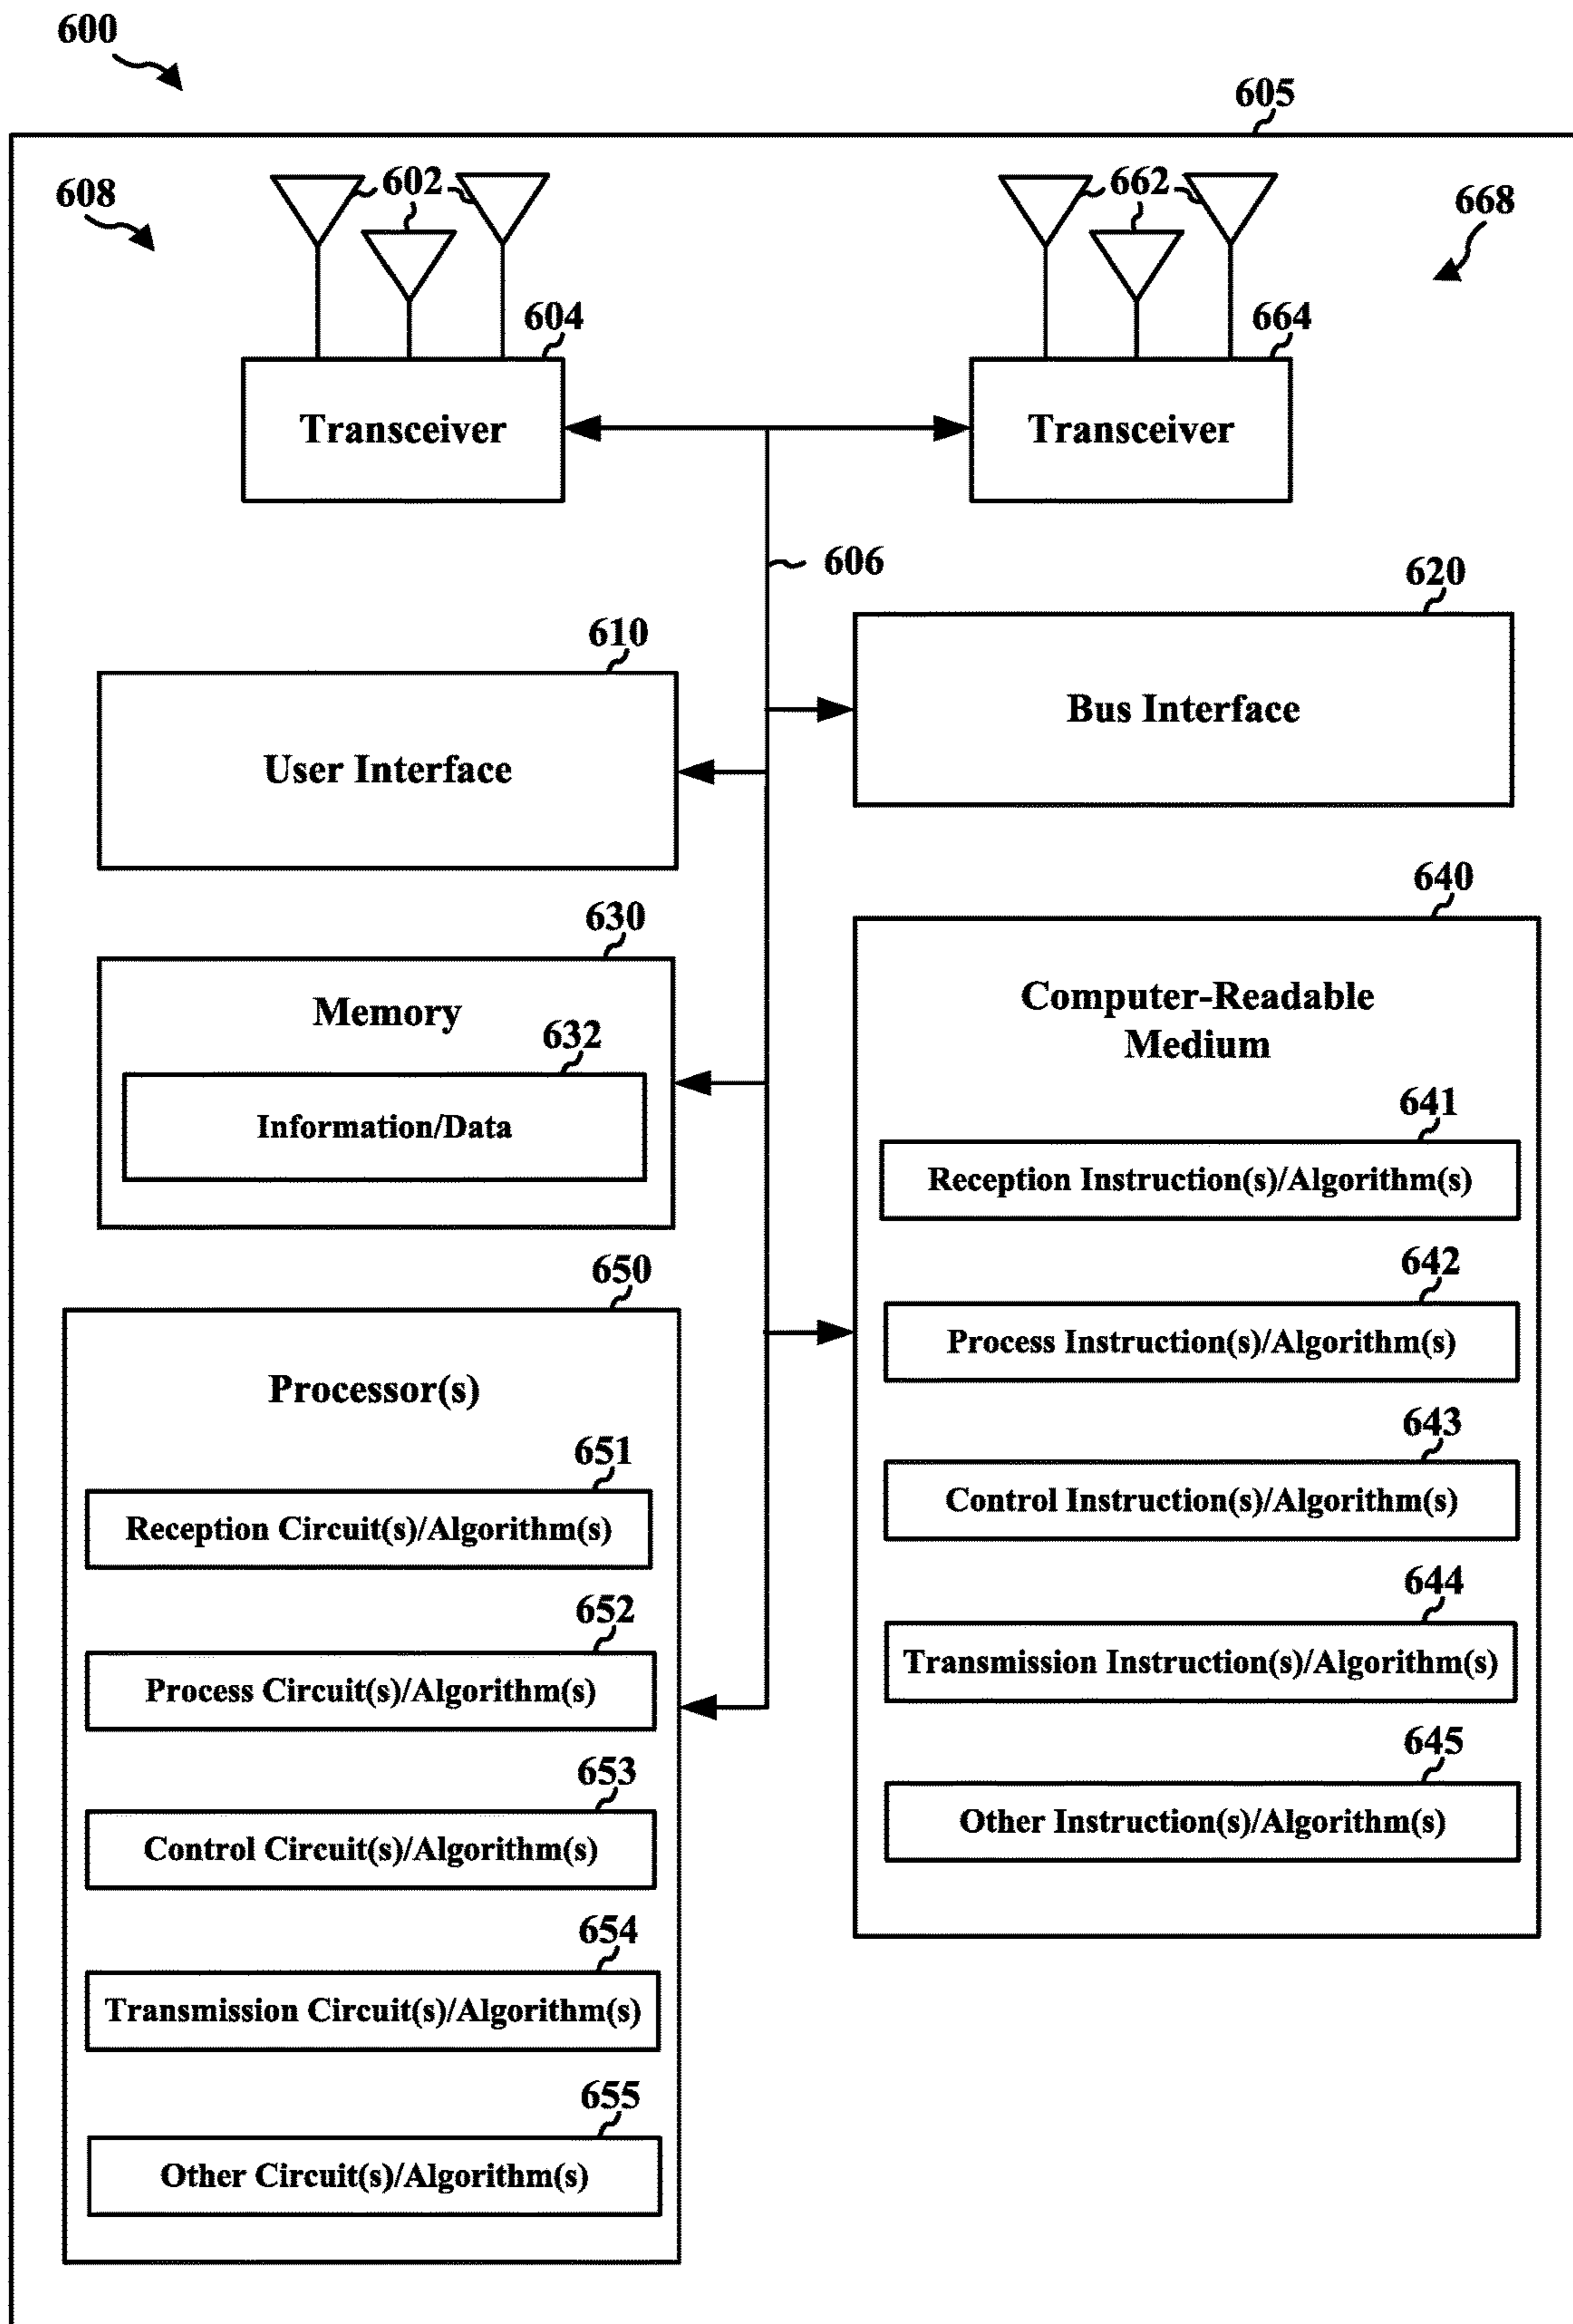 600
605
608
602
662
668
604
664
Transceiver
Transceiver
606
620
Bus Interface
610
User Interface
640
630
Memory
632
Information/Data
Computer-Readable
Medium
641
Reception Instruction(s)/Algorithm(s)
642
Process Instruction(s)/Algorithm(s)
643
Control Instruction(s)/Algorithm(s)
644
Transmission Instruction(s)/Algorithm(s)
645
Other Instruction(s)/Algorithm(s)
650
Processor(s)
651
Reception Circuit(s)/Algorithm(s)
652
Process Circuit(s)/Algorithm(s)
653
Control Circuit(s)/Algorithm(s)
654
Transmission Circuit(s)/Algorithm(s)
655
Other Circuit(s)/Algorithm(s)